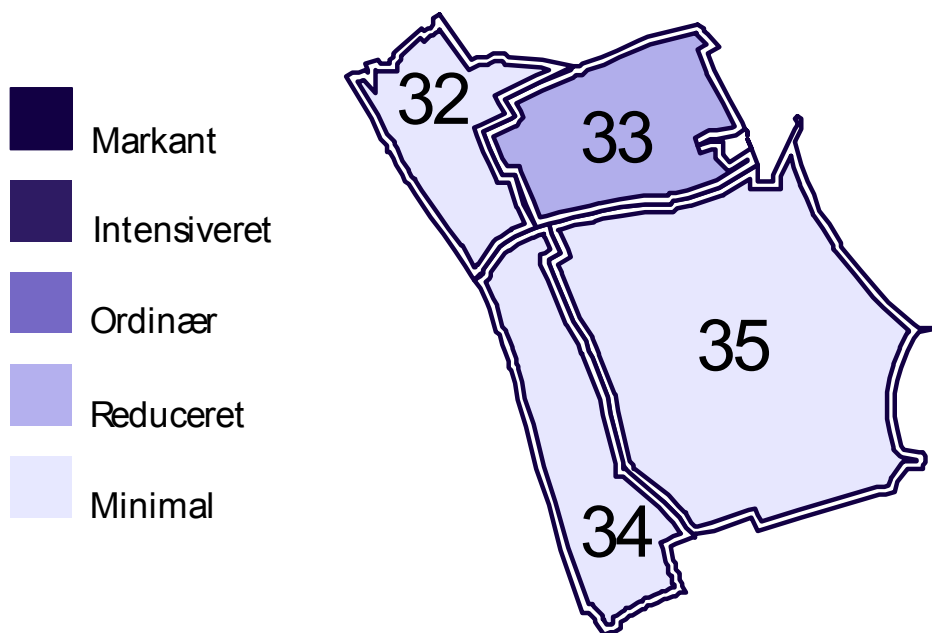 Markant
Intensiveret
Ordinær
Reduceret
Minimal
32
33
35
34